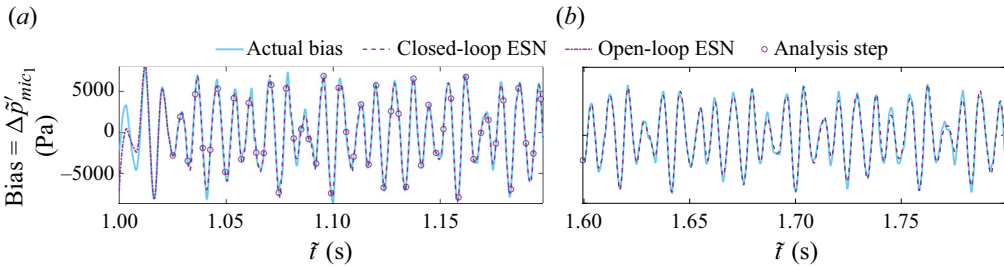 (a) (b)
Actual bias Closed-loop ESN Open-loop ESN Analysis step
Bias = Δp̃′mic1
(Pa)
5000
0
−5000
1.00 1.05 1.10 1.15 1.60 1.65 1.70 1.75
t̃ (s) t̃ (s)